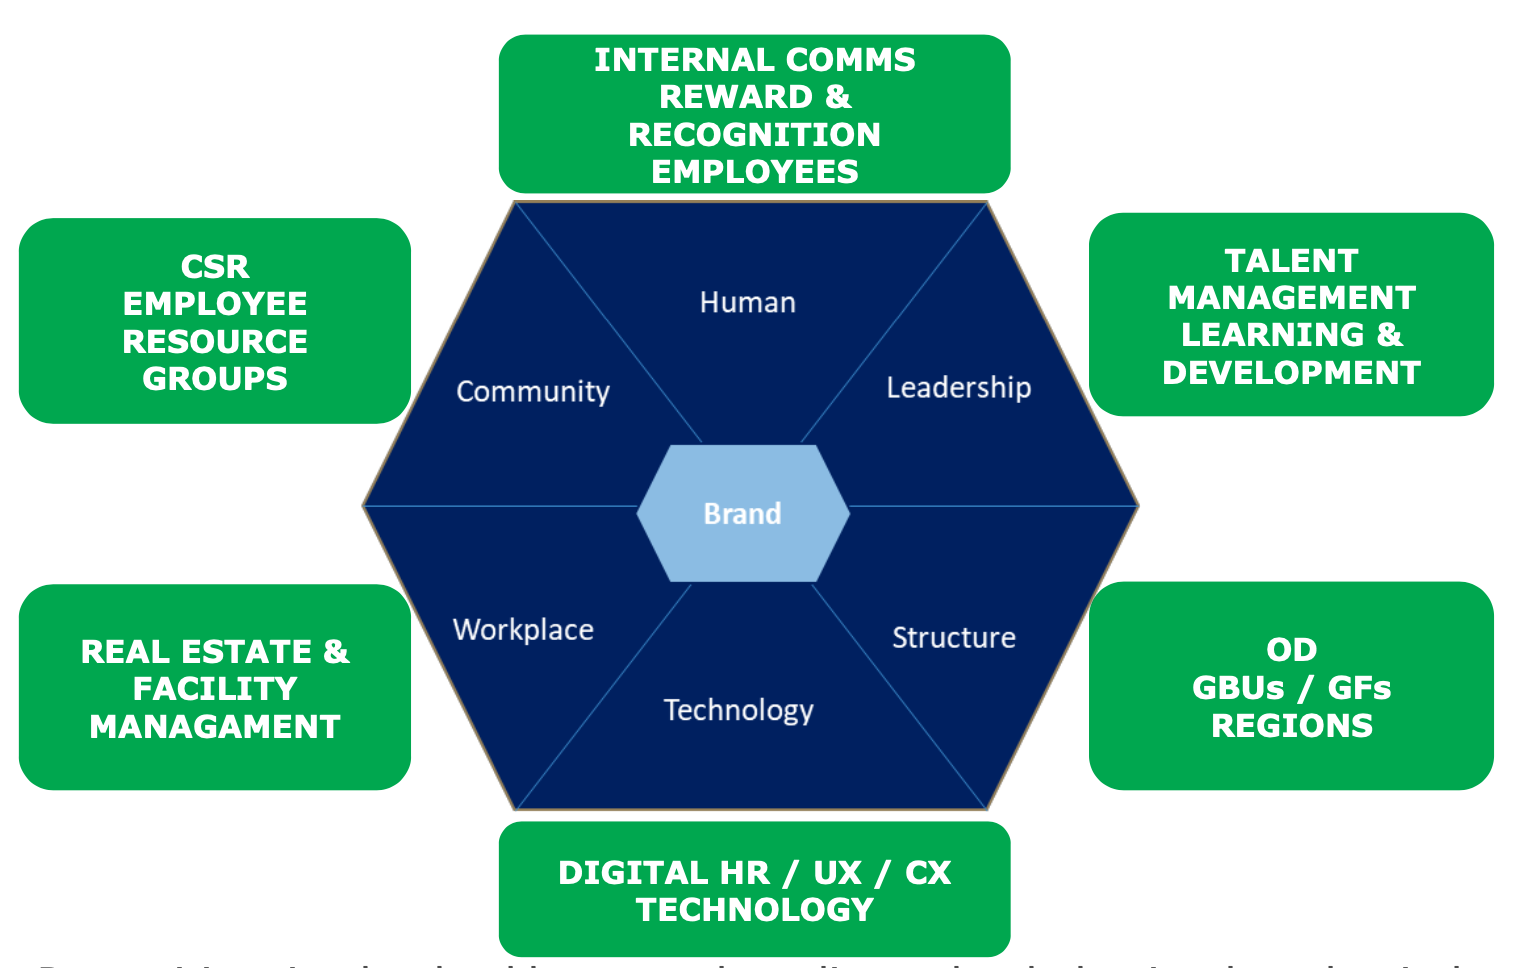 INTERNAL COMMS
REWARD &
RECOGNITION
EMPLOYEES
CSR
EMPLOYEE
RESOURCE
GROUPS
TALENT
MANAGEMENT
LEARNING &
DEVELOPMENT
Human
Community
Leadership
Brand
Workplace
Structure
Technology
REAL ESTATE &
FACILITY
MANAGAMENT
OD
GBUs / GFs
REGIONS
DIGITAL HR / UX / CX
TECHNOLOGY